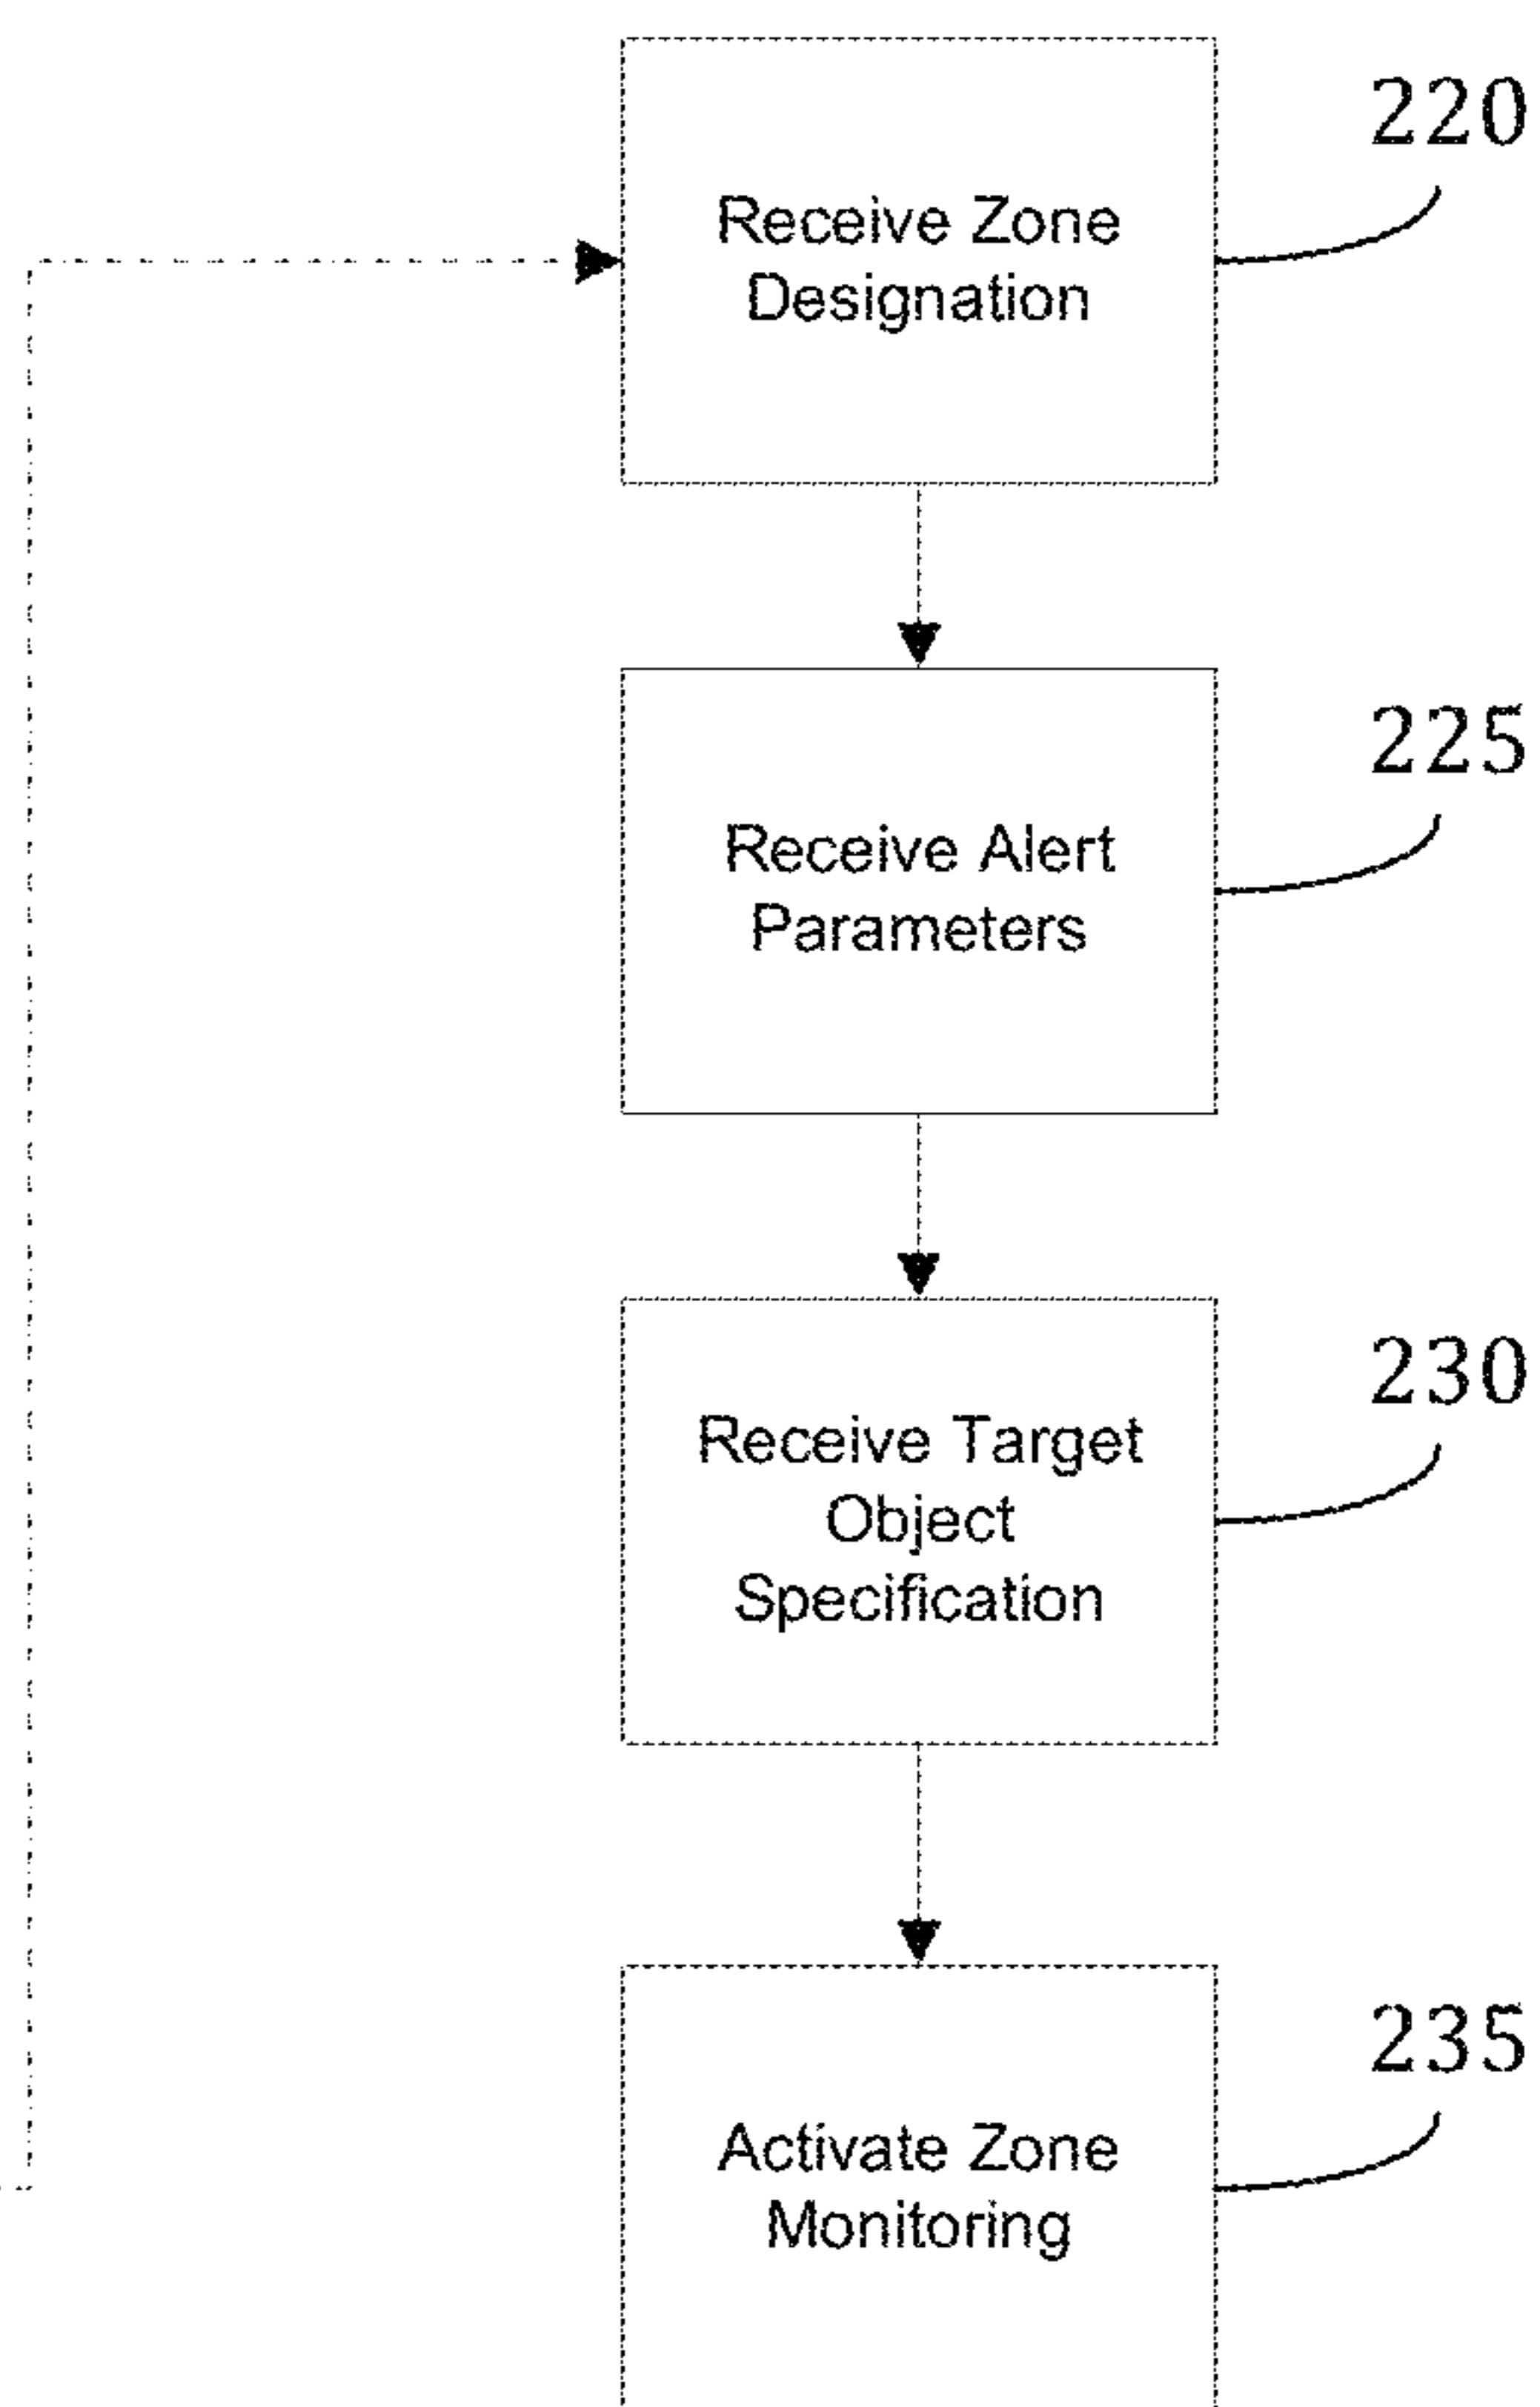 220
Receive Zone
Designation
225
Receive Alert
Parameters
230
Receive Target
Object
Specification
235
Activate Zone
Monitoring